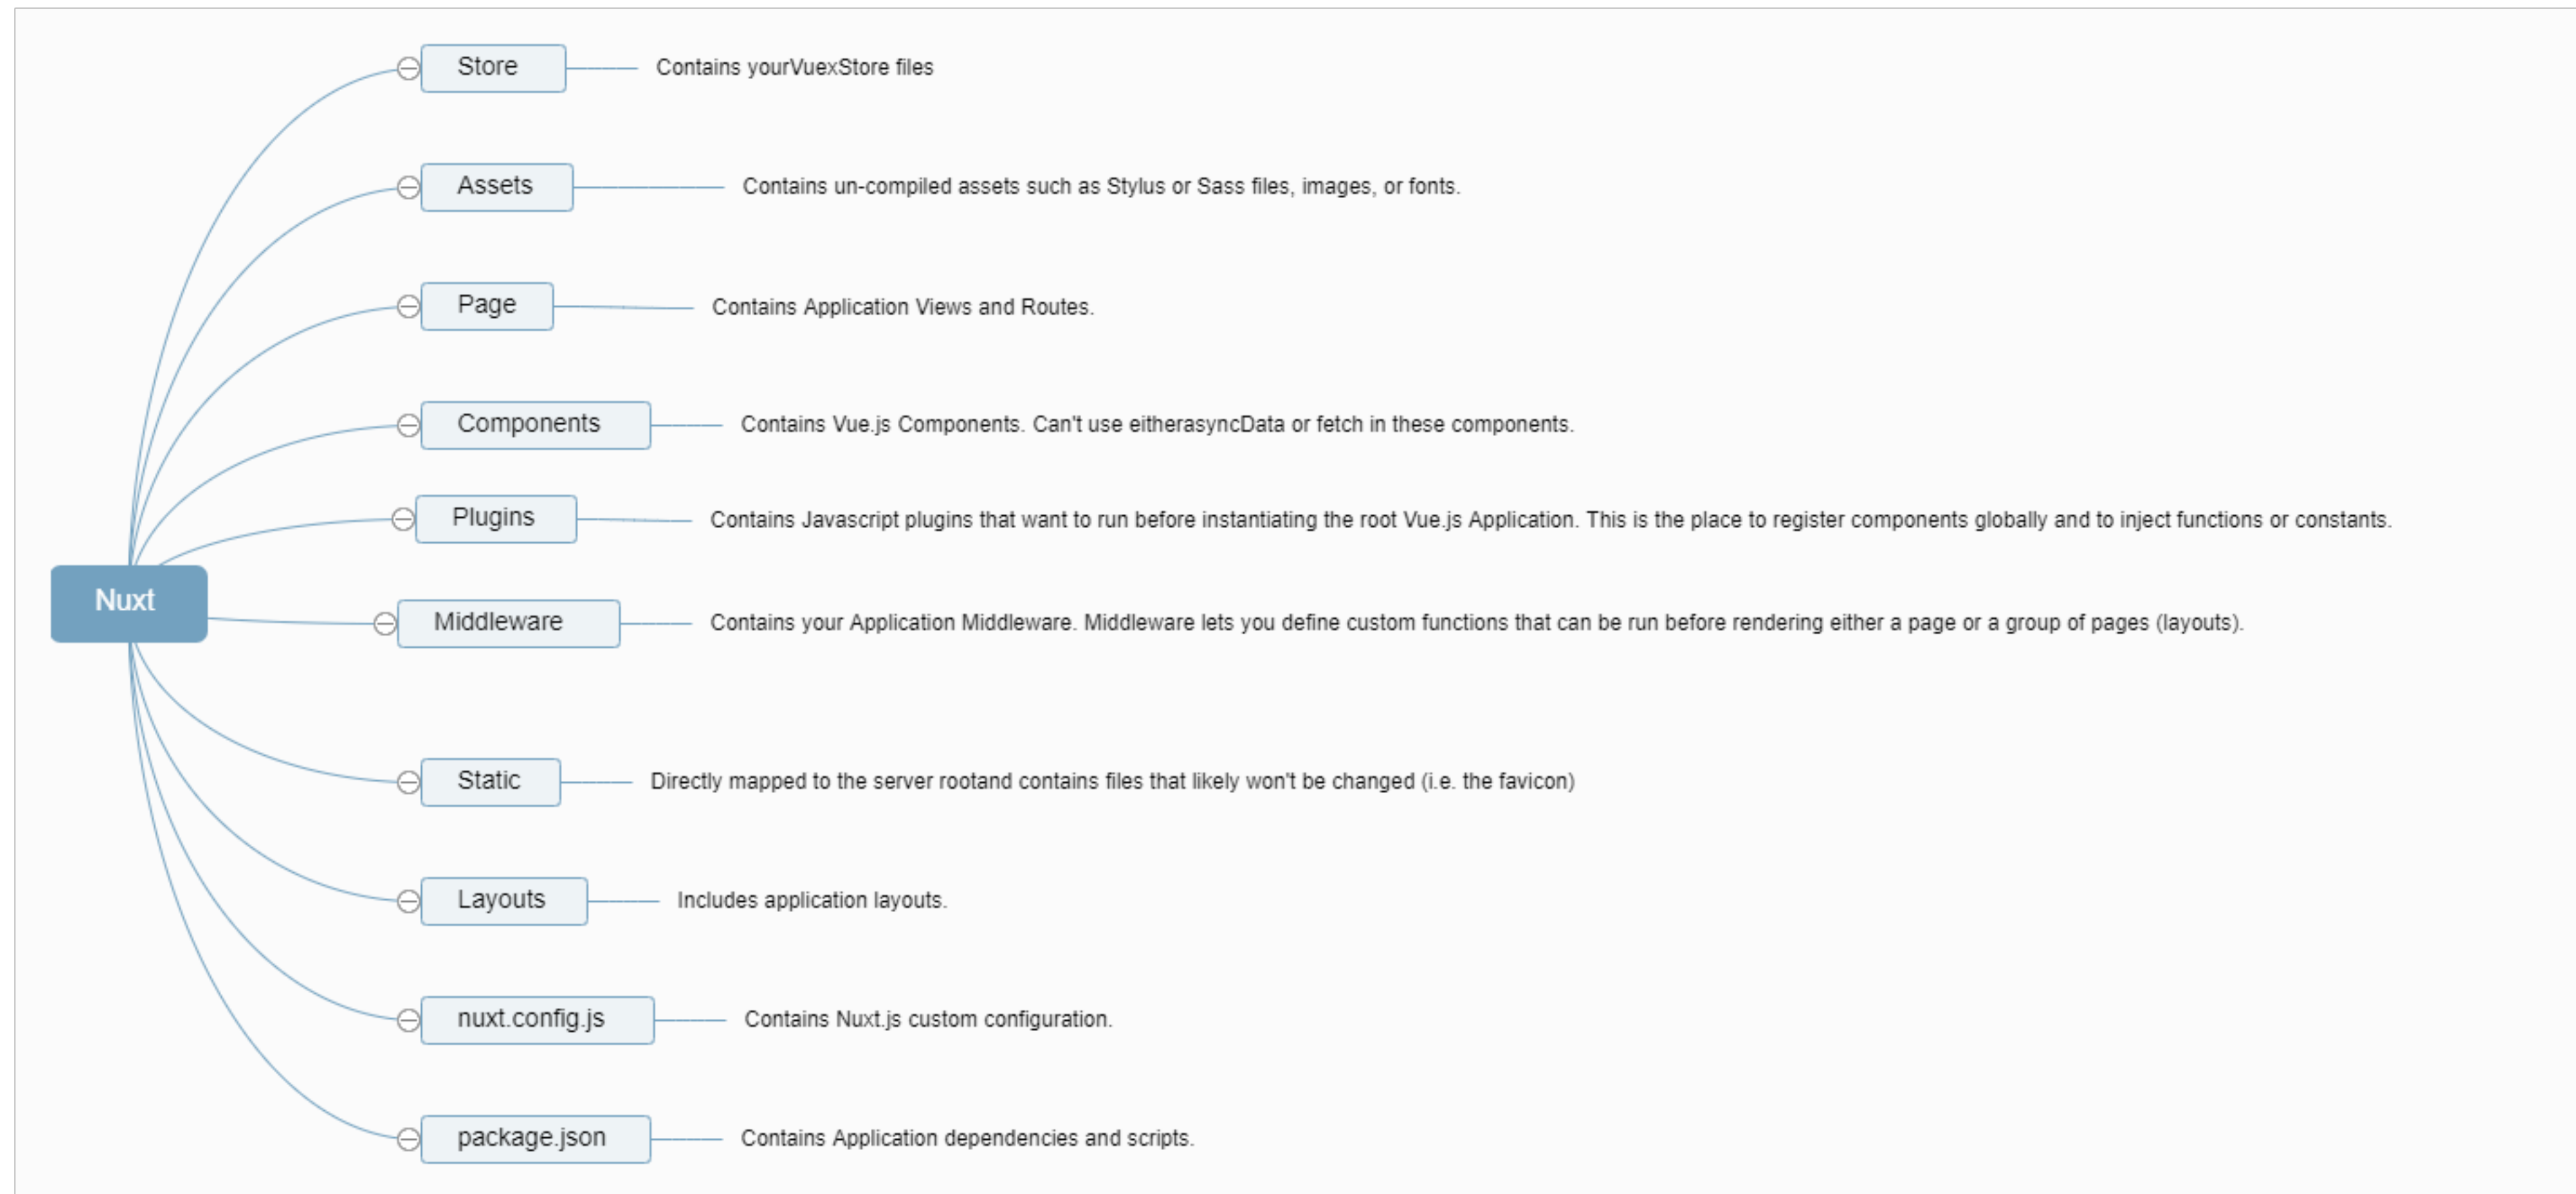 Store
Contains yourVuexStore files
Assets
Contains un-compiled assets such as Stylus or Sass files, images, or fonts.
Page
Contains Application Views and Routes.
Components
Contains Vue.js Components. Can't use eitherasyncData or fetch in these components.
Plugins
Contains Javascript plugins that want to run before instantiating the root Vue.js Application. This is the place to register components globally and to inject functions or constants.
Nuxt
Middleware
Contains your Application Middleware. Middleware lets you define custom functions that can be run before rendering either a page or a group of pages (layouts).
Static
Directly mapped to the server rootand contains files that likely won't be changed (i.e. the favicon)
Layouts
Includes application layouts.
nuxt.config.js
Contains Nuxt.js custom configuration.
package.json
Contains Application dependencies and scripts.